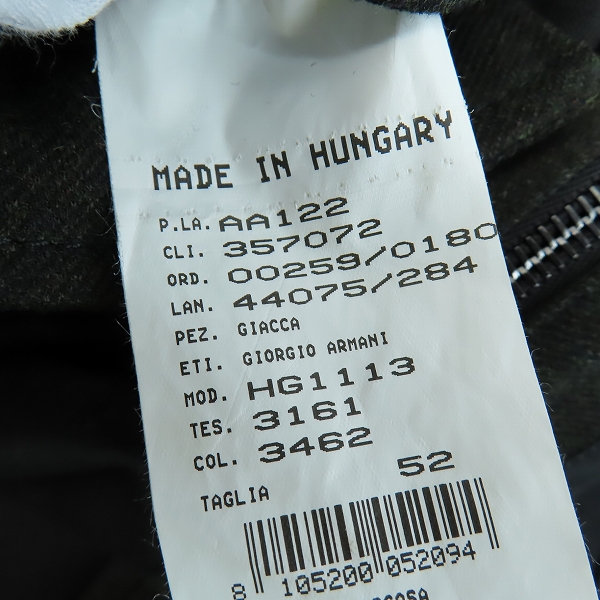 MADE IN HUNGARY
P.LA. AA122
CLI. 357072
ORD. 00259/0180
LAN. 44075/284
PEZ. GIACCA
ETI. GIORGIO ARMANI
MOD. HG1113
TES. 3161
COL. 3462
TAGLIA 52
8 105200 052094